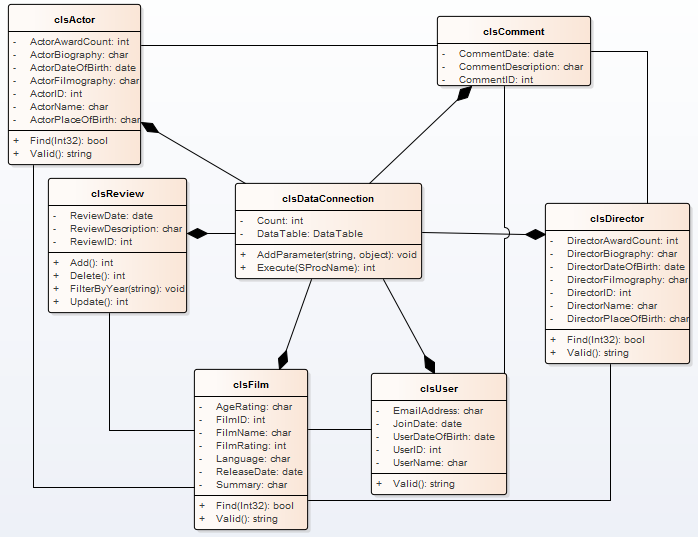 clsActor
- ActorAwardCount: int
- ActorBiography: char
- ActorDateOfBirth: date
- ActorFilmography: char
- ActorID: int
- ActorName: char
- ActorPlaceOfBirth: char
+ Find(Int32): bool
+ Valid(): string
clsComment
- CommentDate: date
- CommentDescription: char
- CommentID: int
clsReview
- ReviewDate: date
- ReviewDescription: char
- ReviewID: int
+ Add(): int
+ Delete(): int
+ FilterByYear(string): void
+ Update(): int
clsDataConnection
- Count: int
- DataTable: DataTable
+ AddParameter(string, object): void
+ Execute(SProcName): int
clsDirector
- DirectorAwardCount: int
- DirectorBiography: char
- DirectorDateOfBirth: date
- DirectorFilmography: char
- DirectorID: int
- DirectorName: char
- DirectorPlaceOfBirth: char
+ Find(Int32): bool
+ Valid(): string
clsFilm
- AgeRating: char
- FilmID: int
- FilmName: char
- FilmRating: int
- Language: char
- ReleaseDate: date
- Summary: char
+ Find(Int32): bool
+ Valid(): string
clsUser
- EmailAddress: char
- JoinDate: date
- UserDateOfBirth: date
- UserID: int
- UserName: char
+ Valid(): string